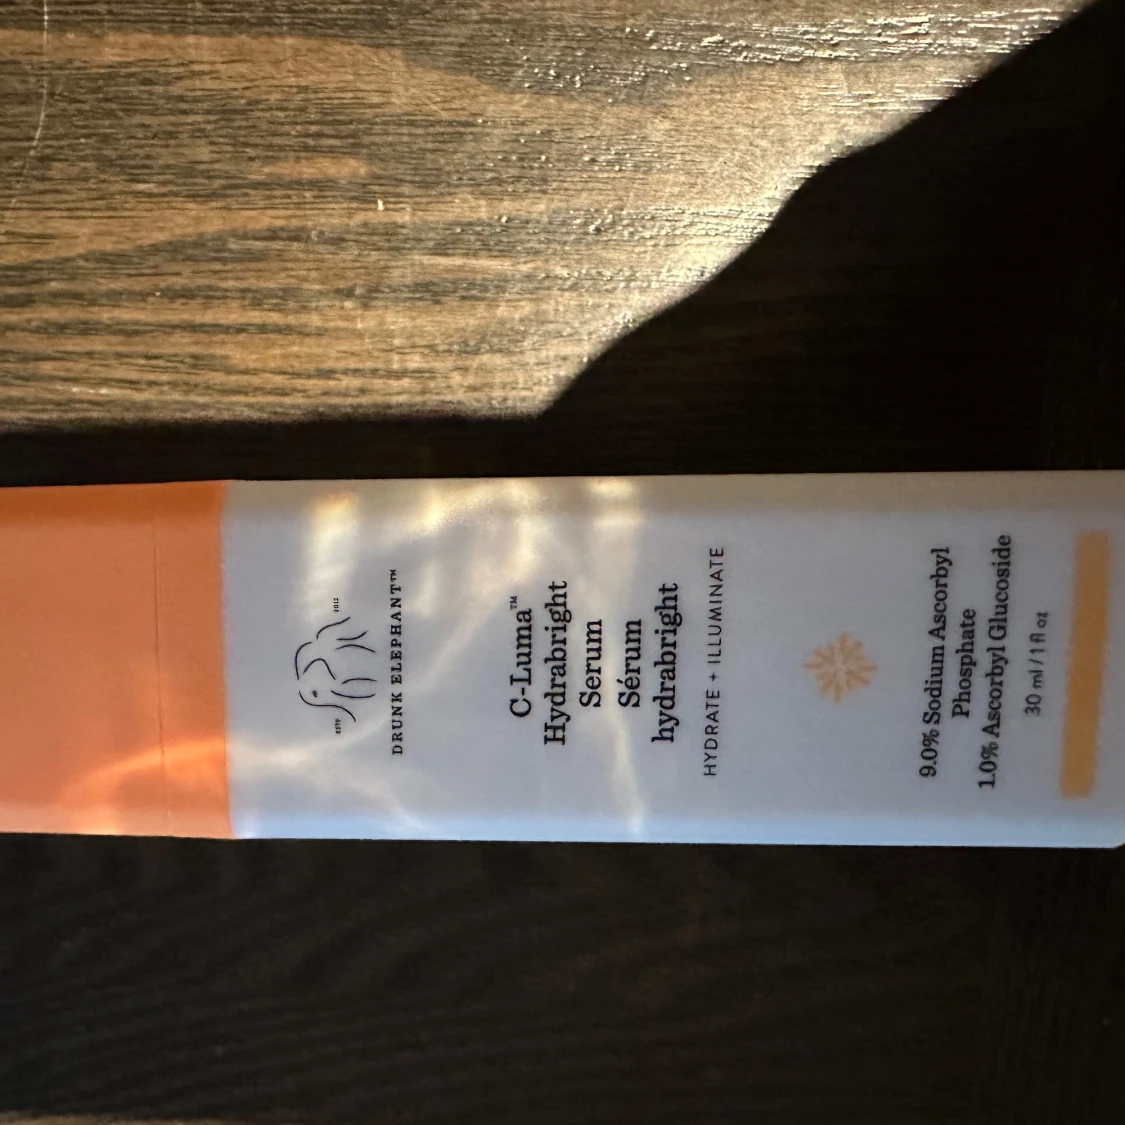 ESTD 2012
DRUNK ELEPHANT™
C-Luma™
Hydrabright
Serum
Sérum
hydrabright
HYDRATE + ILLUMINATE
9.0% Sodium Ascorbyl
Phosphate
1.0% Ascorbyl Glucoside
30 ml / 1 fl oz